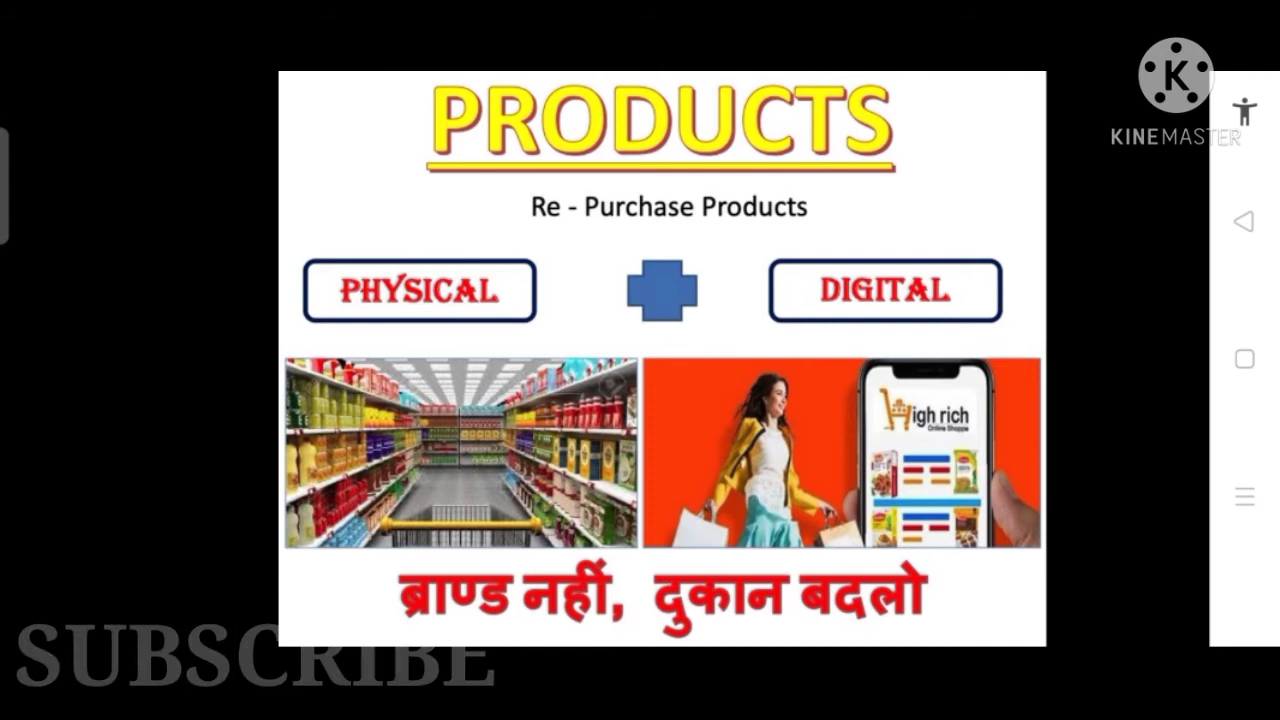 PRODUCTS
KINEMASTER
Re - Purchase Products
PHYSICAL
DIGITAL
High rich
Online Shoppe
ब्राण्ड नहीं, दुकान बदलो
SUBSCRIBE